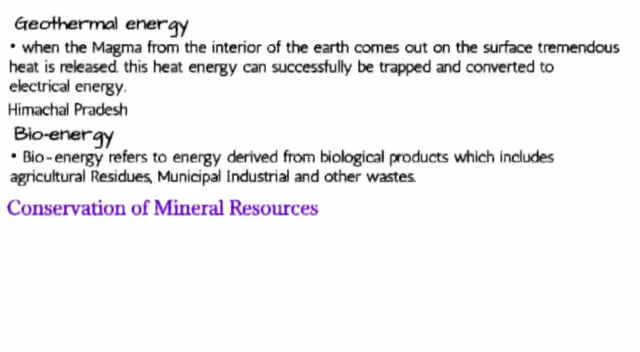 Geothermal energy
• when the Magma from the interior of the earth comes out on the surface tremendous
heat is released. this heat energy can successfully be trapped and converted to
electrical energy.
Himachal Pradesh
Bio-energy
• Bio-energy refers to energy derived from biological products which includes
agricultural Residues, Municipal Industrial and other wastes.
Conservation of Mineral Resources